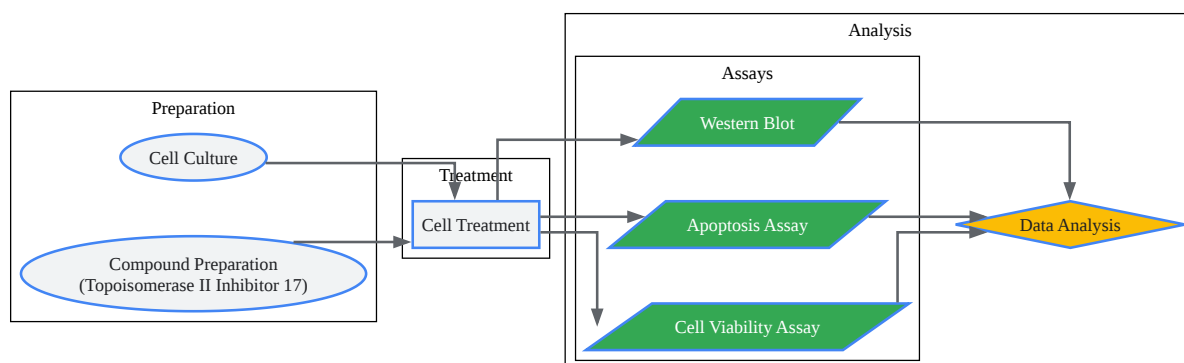 Analysis
Assays
Preparation
Western Blot
Cell Culture
Treatment
Cell Treatment
Apoptosis Assay
Data Analysis
Compound Preparation
(Topoisomerase II Inhibitor 17)
Cell Viability Assay